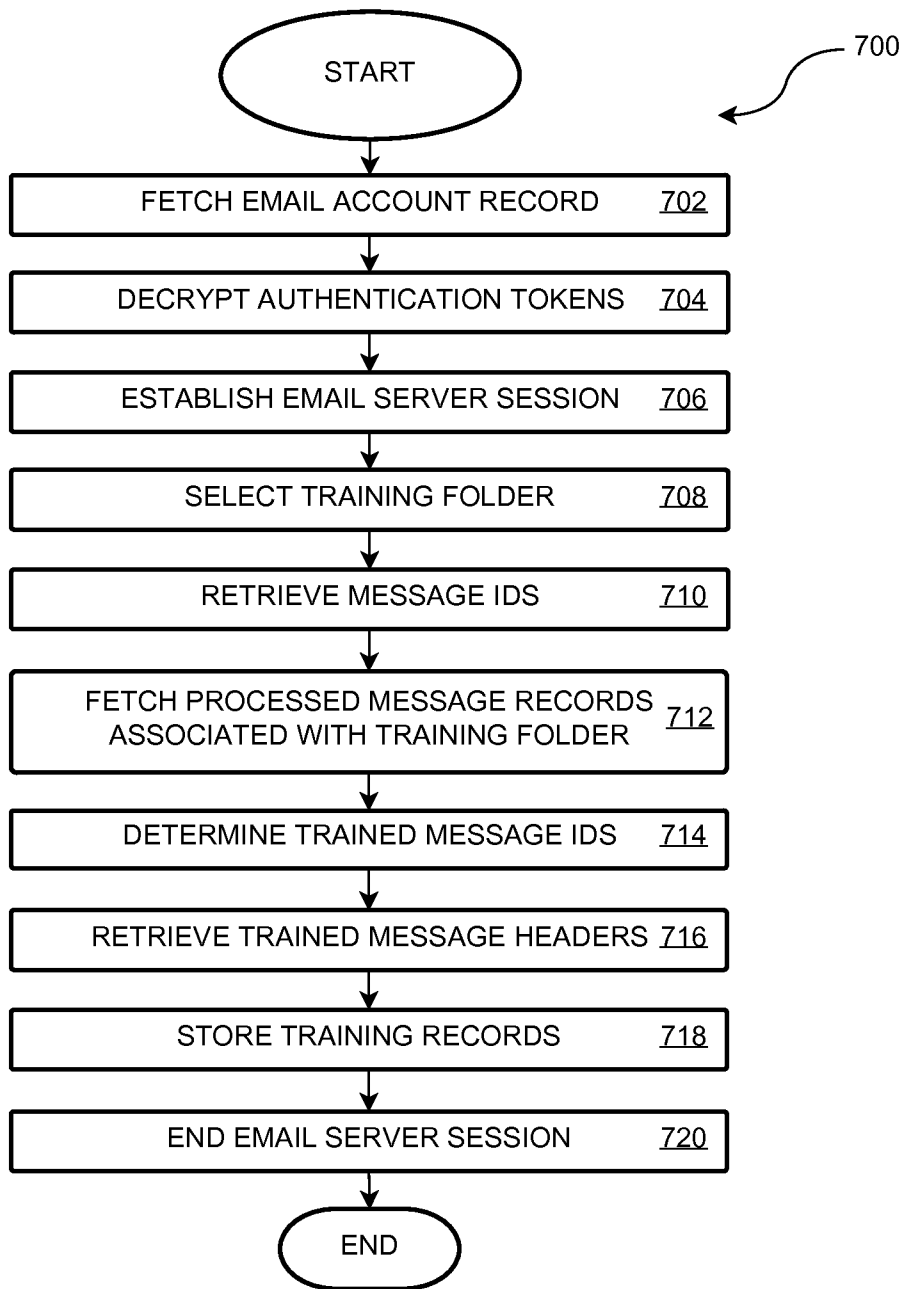 START
700
FETCH EMAIL ACCOUNT RECORD 702
DECRYPT AUTHENTICATION TOKENS 704
ESTABLISH EMAIL SERVER SESSION 706
SELECT TRAINING FOLDER 708
RETRIEVE MESSAGE IDS 710
FETCH PROCESSED MESSAGE RECORDS
ASSOCIATED WITH TRAINING FOLDER 712
DETERMINE TRAINED MESSAGE IDS 714
RETRIEVE TRAINED MESSAGE HEADERS 716
STORE TRAINING RECORDS 718
END EMAIL SERVER SESSION 720
END